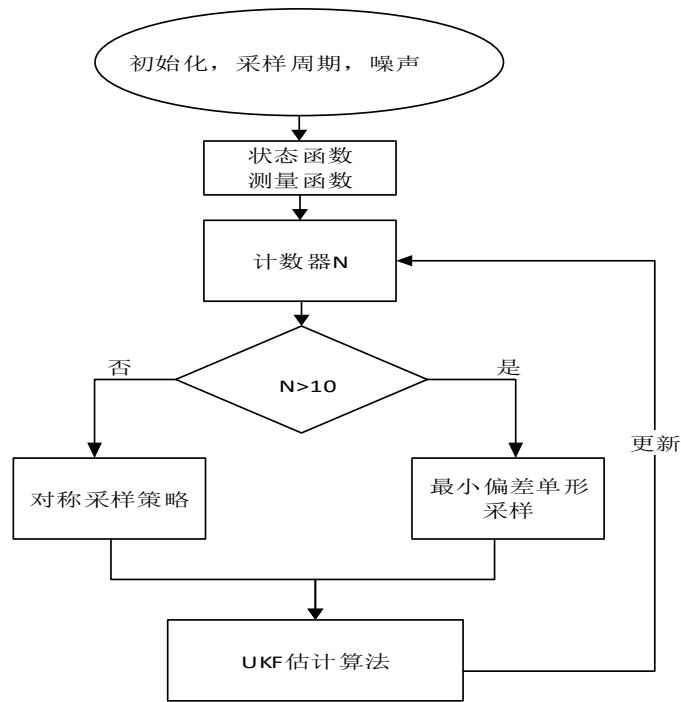 初始化，采样周期，噪声
状态函数
测量函数
计数器N
否
N>10
是
更新
对称采样策略
最小偏差单形
采样
UKF估计算法